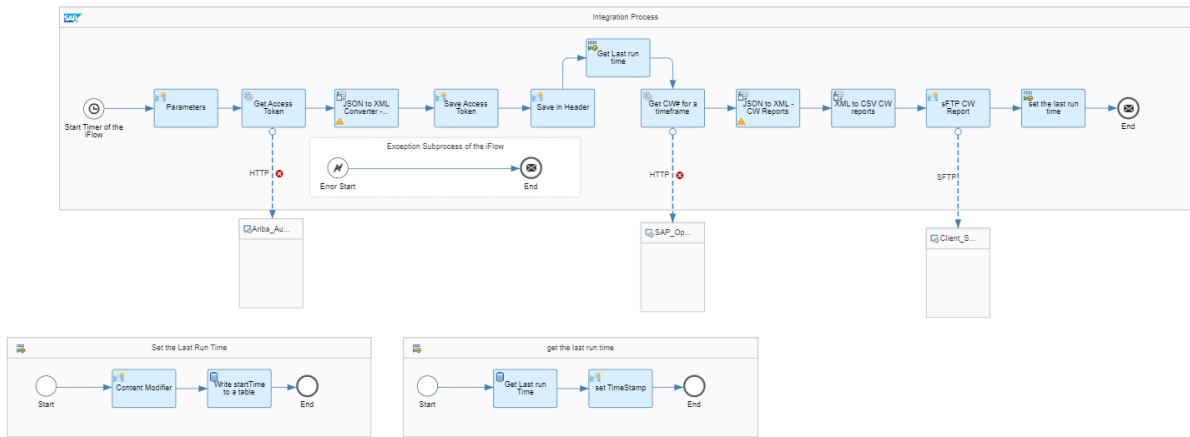 SAP
Integration Process
Get Last run
time
Start Timer of the
iFlow
Parameters
Get Access
Token
JSON to XML
Converter -...
Save Access
Token
Save in Header
Get CW# for a
timeframe
JSON to XML -
CW Reports
XML to CSV CW
reports
sFTP CW
Report
set the last run
time
End
Exception Subprocess of the iFlow
Error Start
End
HTTP
HTTP
SFTP
Ariba_Au...
SAP_Op...
Client_S...
Set the Last Run Time
Start
Content Modifier
Write startTime
to a table
End
get the last run time
Start
Get Last run
Time
set TimeStamp
End